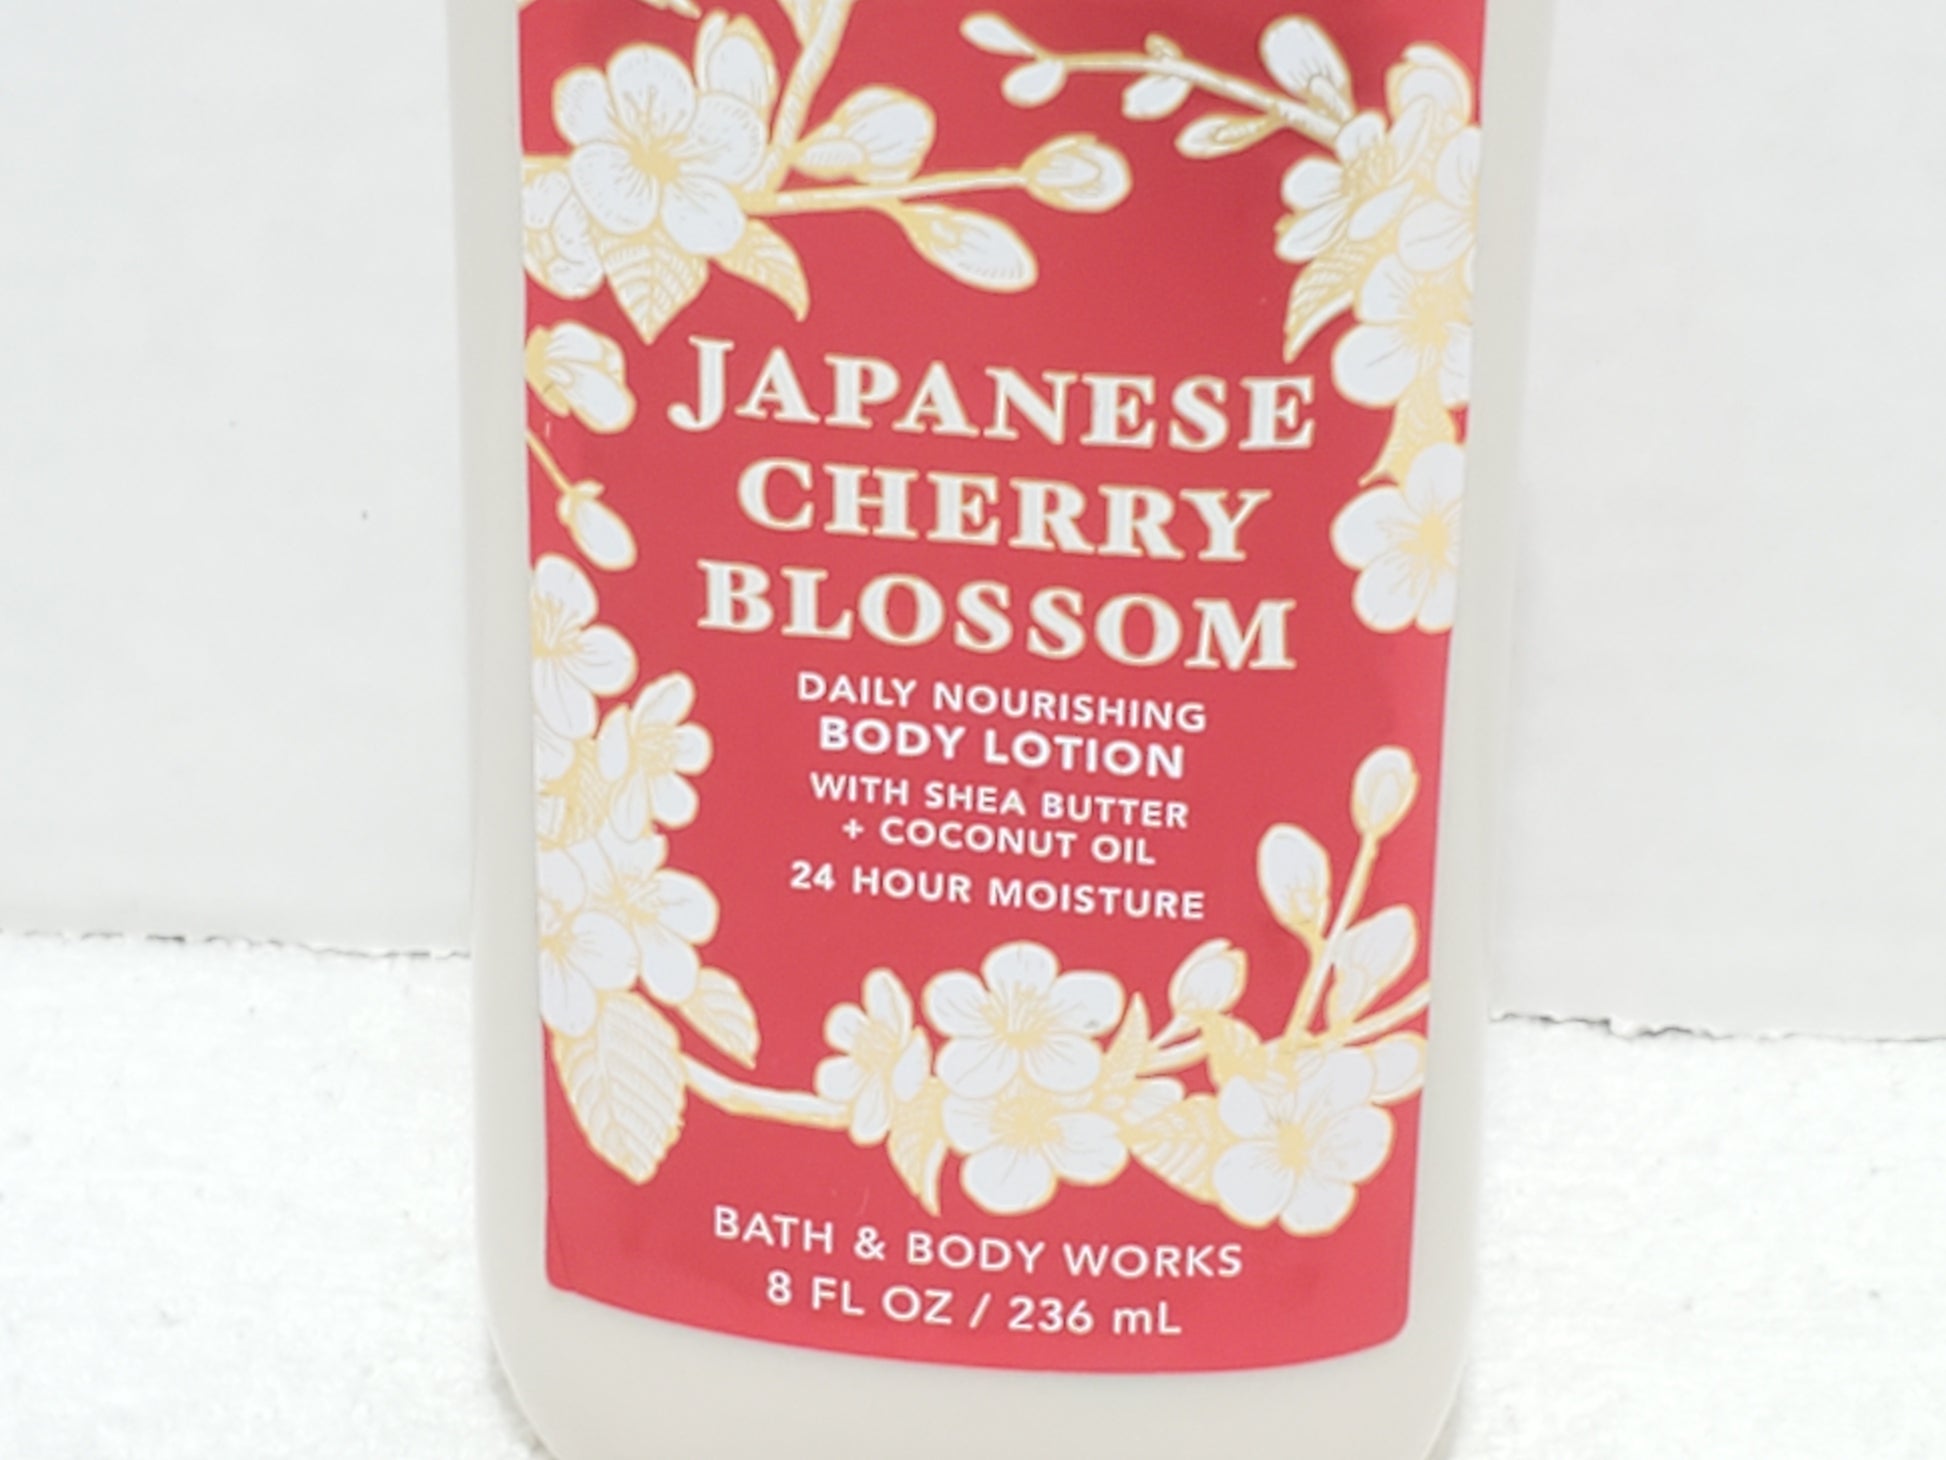 JAPANESE
CHERRY
BLOSSOM
DAILY NOURISHING
BODY LOTION
WITH SHEA BUTTER
+ COCONUT OIL
24 HOUR MOISTURE
BATH & BODY WORKS
8 FL OZ / 236 mL